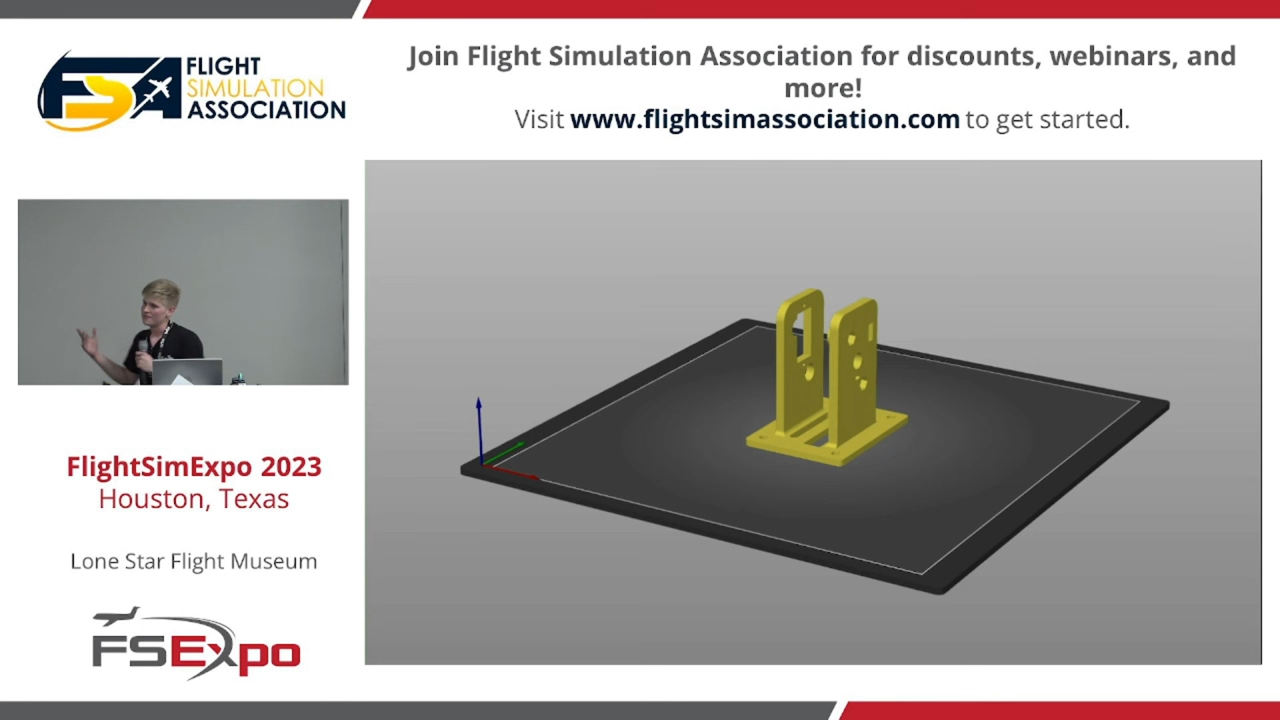 FSA FLIGHT
SIMULATION
ASSOCIATION
Join Flight Simulation Association for discounts, webinars, and
more!
Visit www.flightsimassociation.com to get started.
FlightSimExpo 2023
Houston, Texas
Lone Star Flight Museum
FSExpo